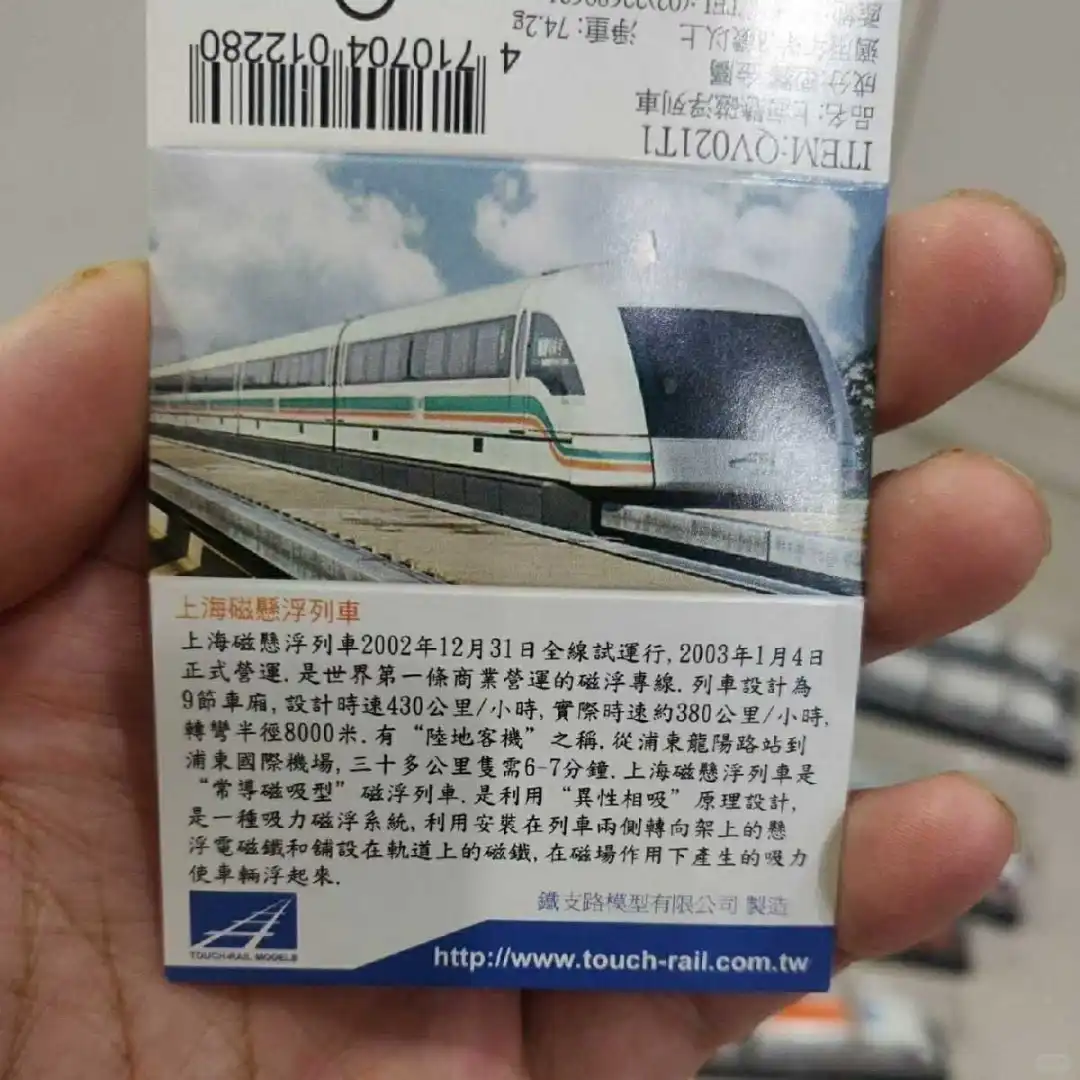 ITEM:QV021T1
淨重:74.2g
4 710704 012280
上海磁懸浮列車
上海磁懸浮列車2002年12月31日全線試運行,2003年1月4日
正式營運.是世界第一條商業營運的磁浮專線.列車設計為
9節車廂,設計時速430公里/小時,實際時速約380公里/小時,
轉彎半徑8000米.有“陸地客機”之稱.從浦東龍陽路站到
浦東國際機場,三十多公里隻需6-7分鐘.上海磁懸浮列車是
“常導磁吸型”磁浮列車.是利用“異性相吸”原理設計,
是一種吸力磁浮系統,利用安裝在列車兩側轉向架上的懸
浮電磁鐵和鋪設在軌道上的磁鐵,在磁場作用下產生的吸力
使車輛浮起來.
鐵支路模型有限公司 製造
TOUCH-RAIL MODELS
http://www.touch-rail.com.tw